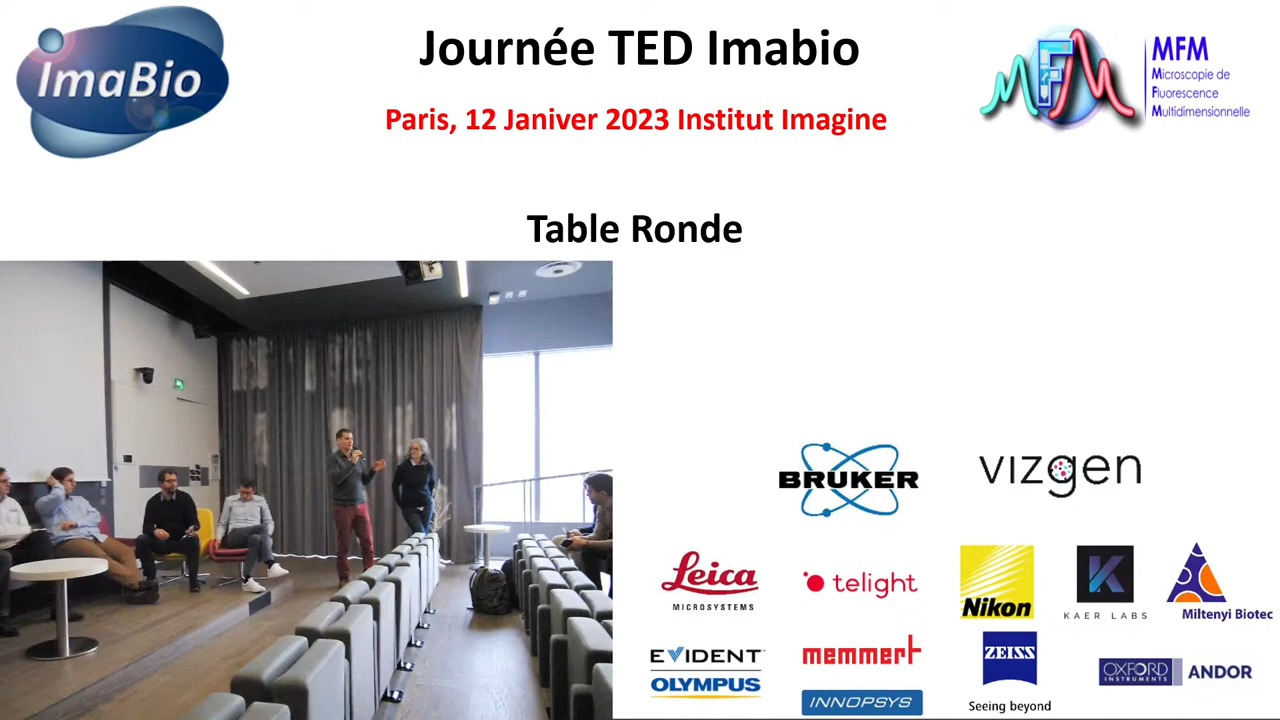 ImaBio
Journée TED Imabio
Paris, 12 Janiver 2023 Institut Imagine
MFM
Microscopie de
Fluorescence
Multidimensionnelle
Table Ronde
BRUKER
vizgen
Leica
MICROSYSTEMS
telight
Nikon
KAER LABS
Miltenyi Biotec
EVIDENT
OLYMPUS
memmert
INNOPSYS
ZEISS
Seeing beyond
OXFORD
INSTRUMENTS
ANDOR